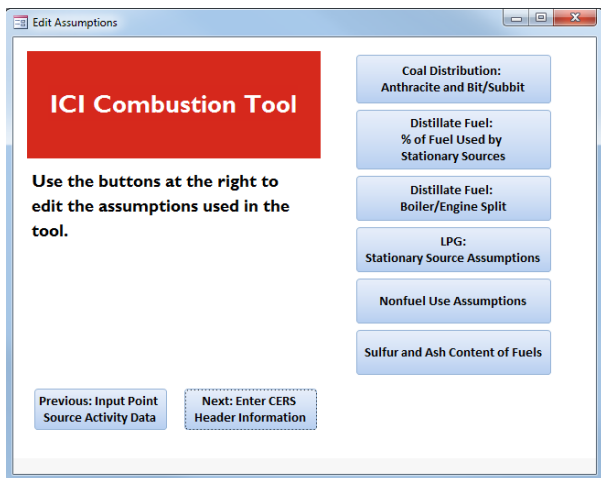 Edit Assumptions
ICI Combustion Tool
Use the buttons at the right to
edit the assumptions used in the
tool.
Coal Distribution:
Anthracite and Bit/Subbit
Distillate Fuel:
% of Fuel Used by
Stationary Sources
Distillate Fuel:
Boiler/Engine Split
LPG:
Stationary Source Assumptions
Nonfuel Use Assumptions
Sulfur and Ash Content of Fuels
Previous: Input Point
Source Activity Data
Next: Enter CERS
Header Information